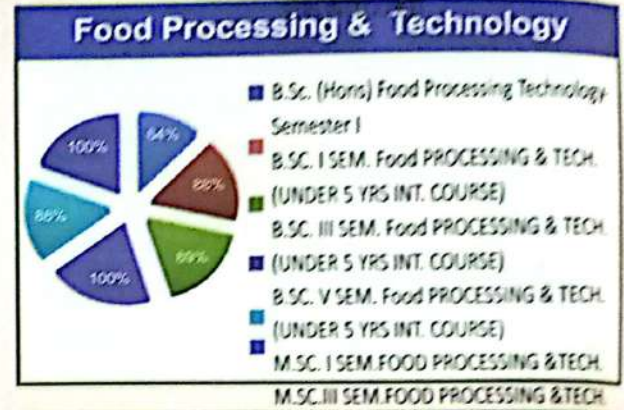 Food Processing & Technology
100%
64%
88%
86%
89%
100%
B.Sc. (Hons) Food Processing Technology
Semester I
B.SC. I SEM. Food PROCESSING & TECH.
(UNDER 5 YRS INT. COURSE)
B.SC. III SEM. Food PROCESSING & TECH.
(UNDER 5 YRS INT. COURSE)
B.SC. V SEM. Food PROCESSING & TECH.
(UNDER 5 YRS INT. COURSE)
M.SC. I SEM.FOOD PROCESSING &TECH.
M.SC.III SEM.FOOD PROCESSING &TECH.